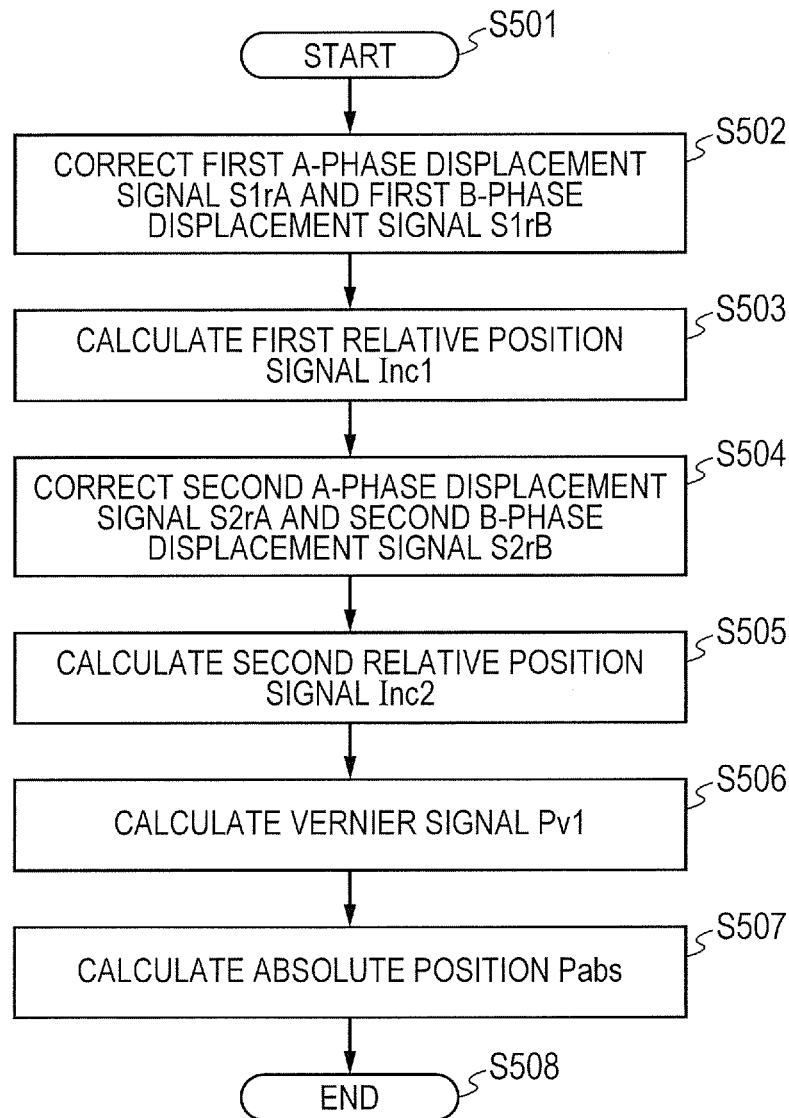 S501
START
S502
CORRECT FIRST A-PHASE DISPLACEMENT
SIGNAL S1rA AND FIRST B-PHASE
DISPLACEMENT SIGNAL S1rB
S503
CALCULATE FIRST RELATIVE POSITION
SIGNAL Inc1
S504
CORRECT SECOND A-PHASE DISPLACEMENT
SIGNAL S2rA AND SECOND B-PHASE
DISPLACEMENT SIGNAL S2rB
S505
CALCULATE SECOND RELATIVE POSITION
SIGNAL Inc2
S506
CALCULATE VERNIER SIGNAL Pv1
S507
CALCULATE ABSOLUTE POSITION Pabs
S508
END